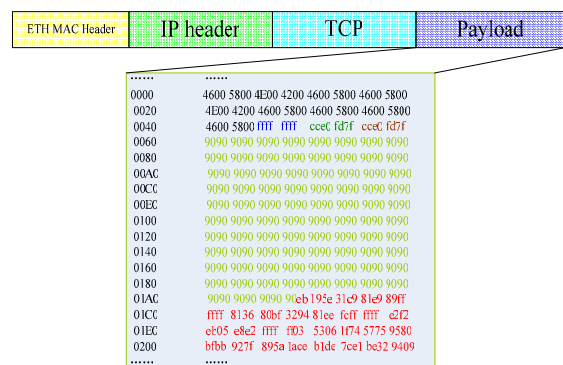 ETH MAC Header IP header TCP Payload
...... ......
0000 4600 5800 4E00 4200 4600 5800 4600 5800
0020 4E00 4200 4600 5800 4600 5800 4600 5800
0040 4600 5800 ffff ffff cce0 fd7f cce0 fd7f
0060 9090 9090 9090 9090 9090 9090 9090 9090
0080 9090 9090 9090 9090 9090 9090 9090 9090
00A0 9090 9090 9090 9090 9090 9090 9090 9090
00C0 9090 9090 9090 9090 9090 9090 9090 9090
00E0 9090 9090 9090 9090 9090 9090 9090 9090
0100 9090 9090 9090 9090 9090 9090 9090 9090
0120 9090 9090 9090 9090 9090 9090 9090 9090
0140 9090 9090 9090 9090 9090 9090 9090 9090
0160 9090 9090 9090 9090 9090 9090 9090 9090
0180 9090 9090 9090 9090 9090 9090 9090 9090
01A0 9090 9090 9090 90eb 195e 31c9 81e9 89ff
01C0 ffff 8136 80bf 3294 81ee fcff ffff e2f2
01E0 eb05 e8e2 ffff ff03 5306 1f74 5775 9580
0200 bfbb 927f 895a 1ace b1de 7ce1 be32 9409
...... ......